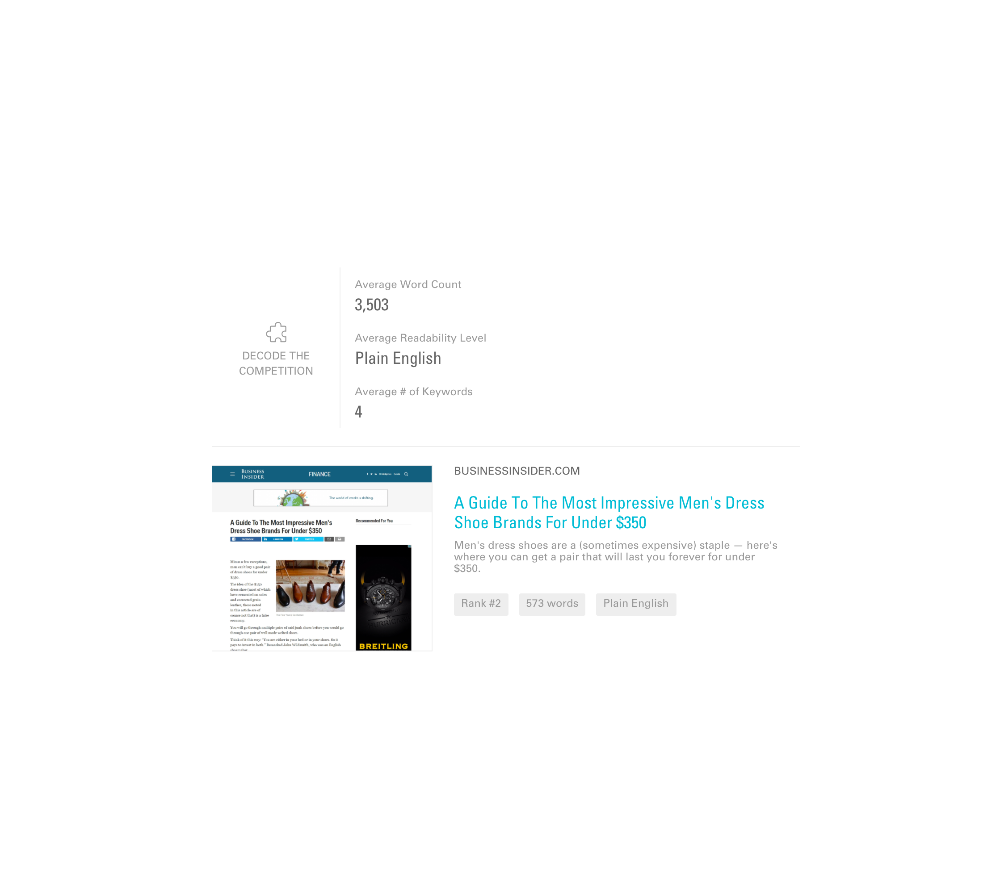 Average Word Count
3,503
Average Readability Level
Plain English
Average # of Keywords
4
DECODE THE
COMPETITION
BUSINESS
INSIDER
FINANCE
The world of credit is shifting.
A Guide To The Most Impressive Men's
Dress Shoe Brands For Under $350
FACEBOOK
LINKEDIN
TWITTER
Recommended For You
Minus a few exceptions,
men can't buy a good pair
of dress shoes for under
$350.
The idea of the $150
dress shoe (most of which
have cemented on soles
and corrected grain
leather, those noted
in this article are of
course not that) is a false
economy.
The Fine Young Gentleman
You will go through multiple pairs of said junk shoes before you would go
through one pair of well made welted shoes.
Think of it this way: "You are either in your bed or in your shoes. So it
pays to invest in both." Remarked John Wildsmith, who was an English
shoemaker
BREITLING
BUSINESSINSIDER.COM
A Guide To The Most Impressive Men's Dress
Shoe Brands For Under $350
Men's dress shoes are a (sometimes expensive) staple — here's
where you can get a pair that will last you forever for under
$350.
Rank #2
573 words
Plain English